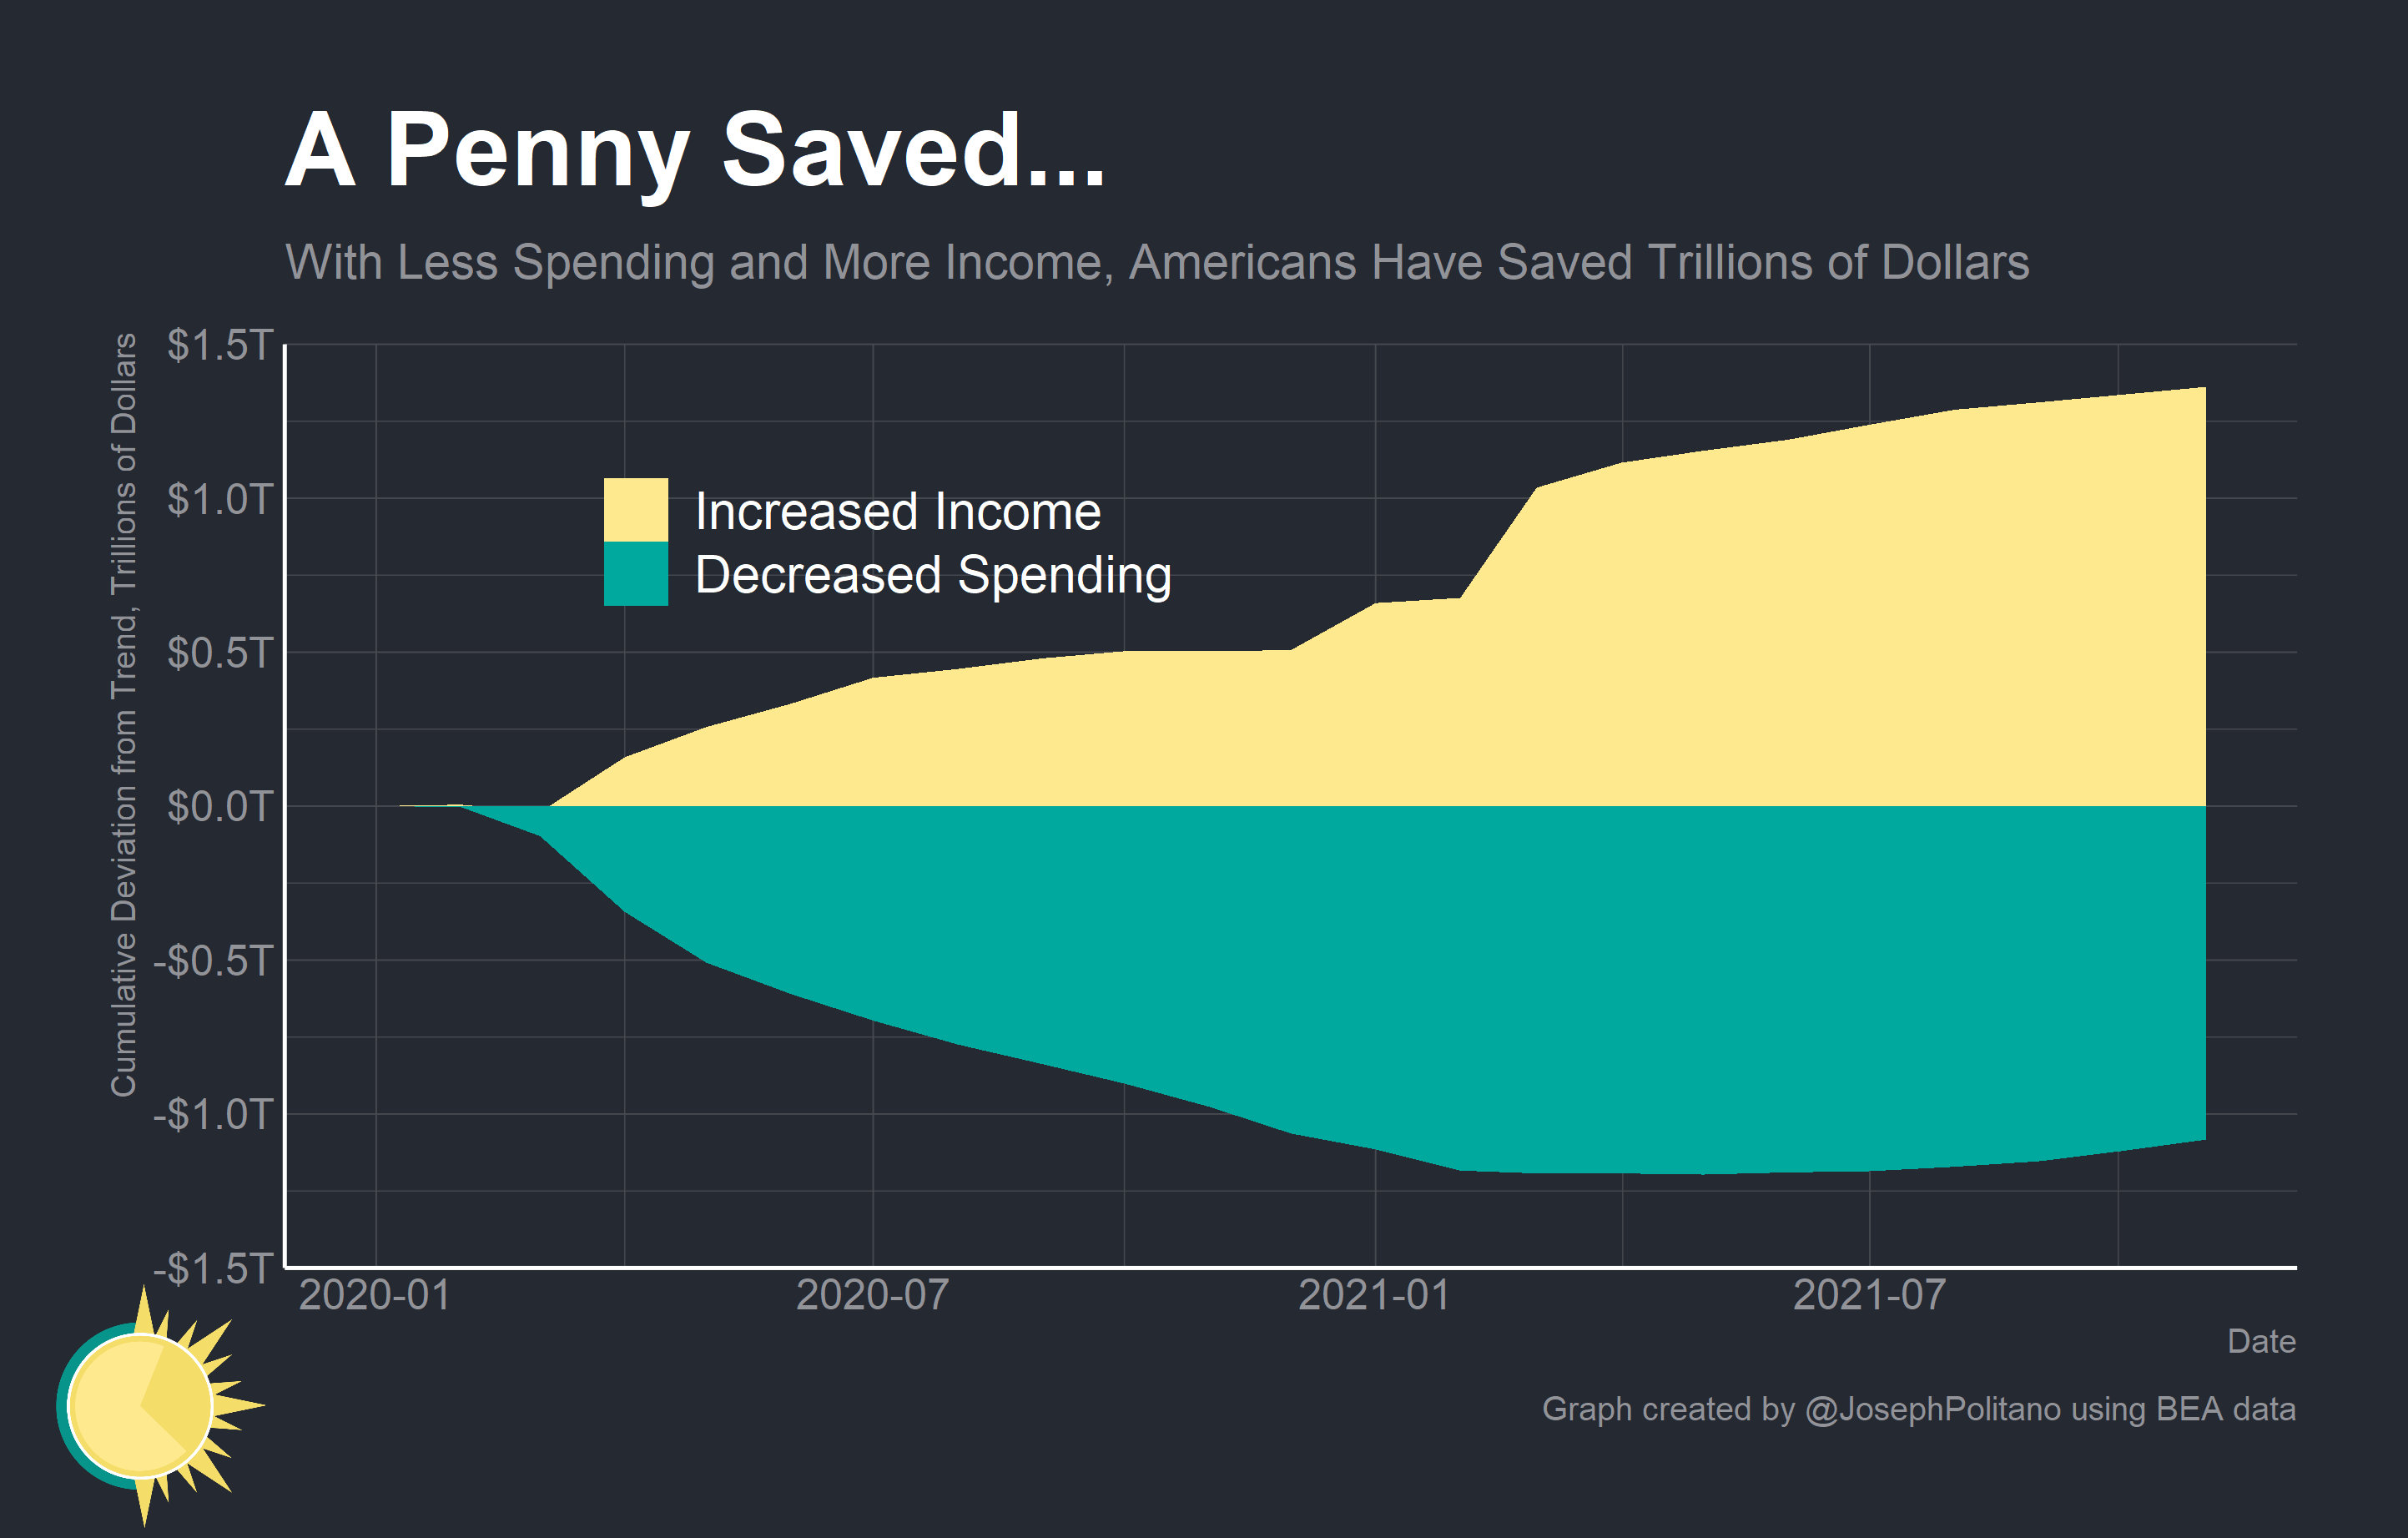 A Penny Saved...
With Less Spending and More Income, Americans Have Saved Trillions of Dollars
Cumulative Deviation from Trend, Trillions of Dollars
$1.5T
$1.0T
$0.5T
$0.0T
-$0.5T
-$1.0T
-$1.5T
Increased Income
Decreased Spending
2020-01
2020-07
2021-01
2021-07
Date
Graph created by @JosephPolitano using BEA data